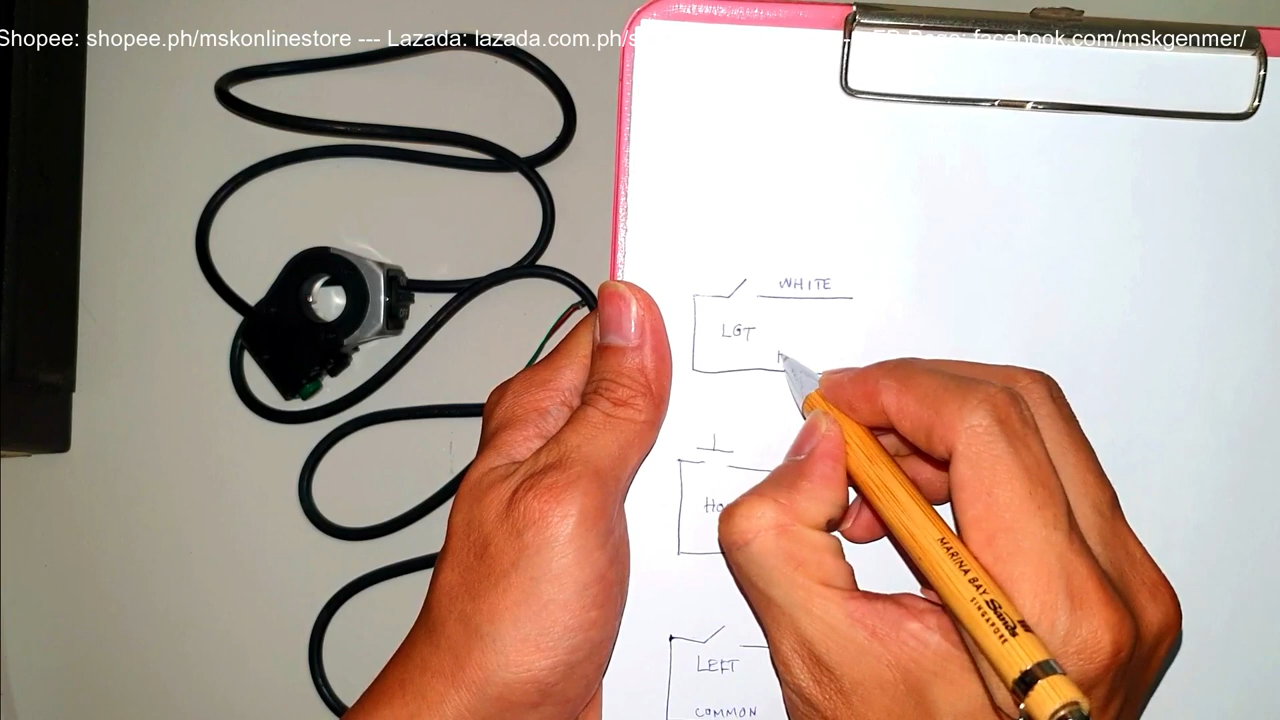 Shopee: shopee.ph/mskonlinestore --- Lazada: lazada.com.ph/s
Page: facebook.com/mskgenmer/
WHITE
LGT
LEFT
COMMON
MARINA BAY Sands
SINGAPORE